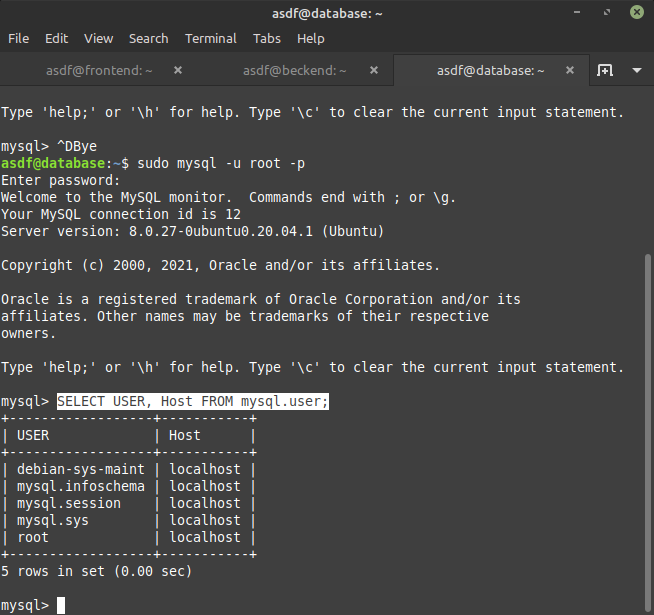 asdf@database: ~
File Edit View Search Terminal Tabs Help
asdf@frontend: ~ asdf@beckend: ~ asdf@database: ~
Type 'help;' or '\h' for help. Type '\c' to clear the current input statement.
mysql> ^DBye
asdf@database:~$ sudo mysql -u root -p
Enter password:
Welcome to the MySQL monitor.  Commands end with ; or \g.
Your MySQL connection id is 12
Server version: 8.0.27-0ubuntu0.20.04.1 (Ubuntu)
Copyright (c) 2000, 2021, Oracle and/or its affiliates.
Oracle is a registered trademark of Oracle Corporation and/or its
affiliates. Other names may be trademarks of their respective
owners.
Type 'help;' or '\h' for help. Type '\c' to clear the current input statement.
mysql> SELECT USER, Host FROM mysql.user;
+------------------+-----------+
| USER             | Host      |
+------------------+-----------+
| debian-sys-maint | localhost |
| mysql.infoschema | localhost |
| mysql.session    | localhost |
| mysql.sys        | localhost |
| root             | localhost |
+------------------+-----------+
5 rows in set (0.00 sec)
mysql>